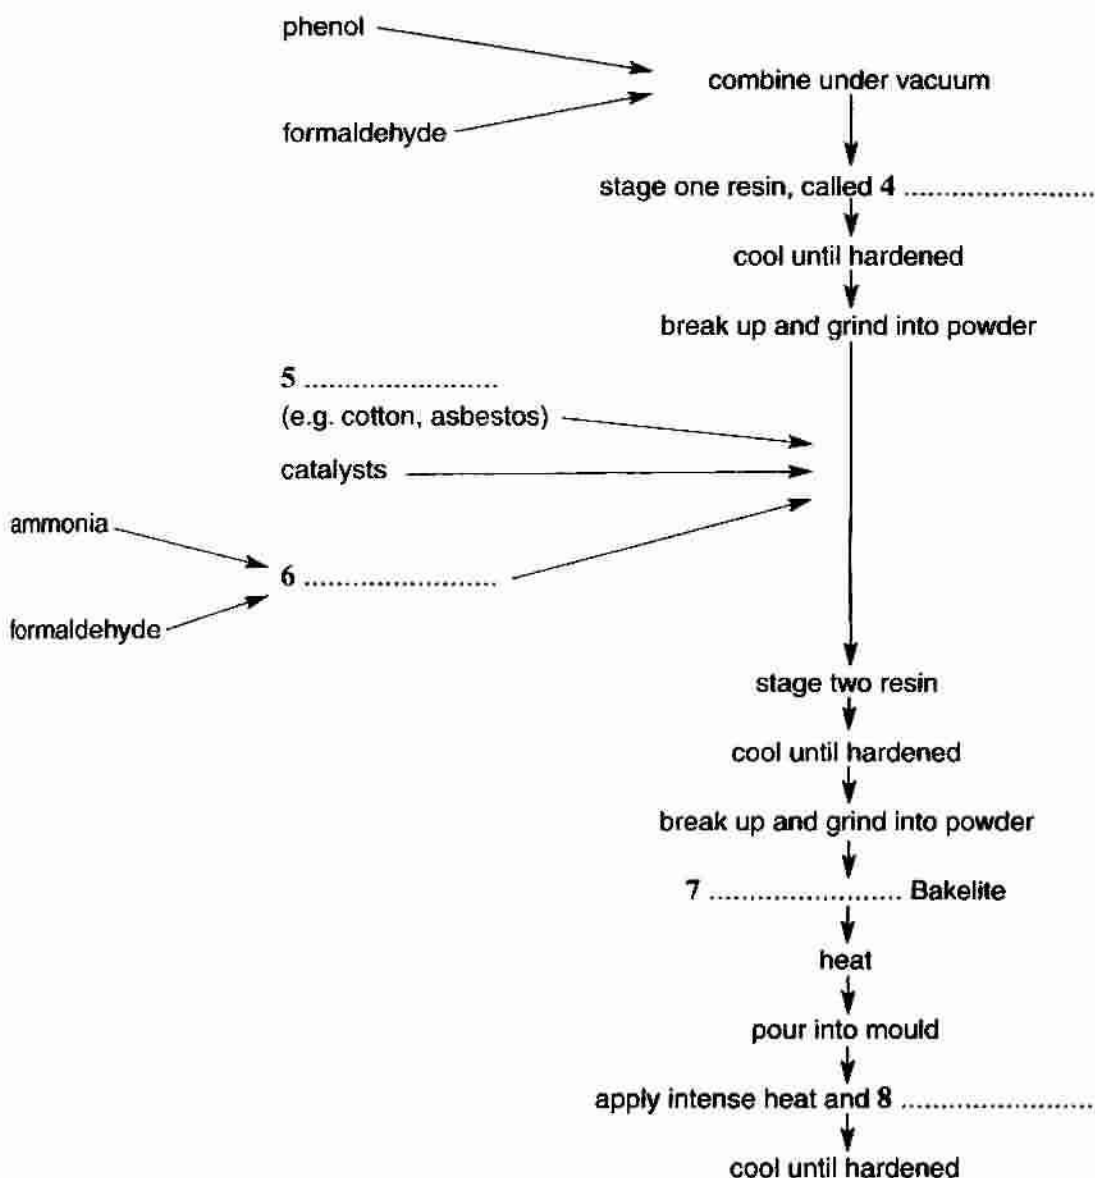 phenol
combine under vacuum
formaldehyde
stage one resin, called 4 ........................
cool until hardened
break up and grind into powder
5 ........................
(e.g. cotton, asbestos)
catalysts
ammonia
6 ........................
formaldehyde
stage two resin
cool until hardened
break up and grind into powder
7 ........................ Bakelite
heat
pour into mould
apply intense heat and 8 ........................
cool until hardened